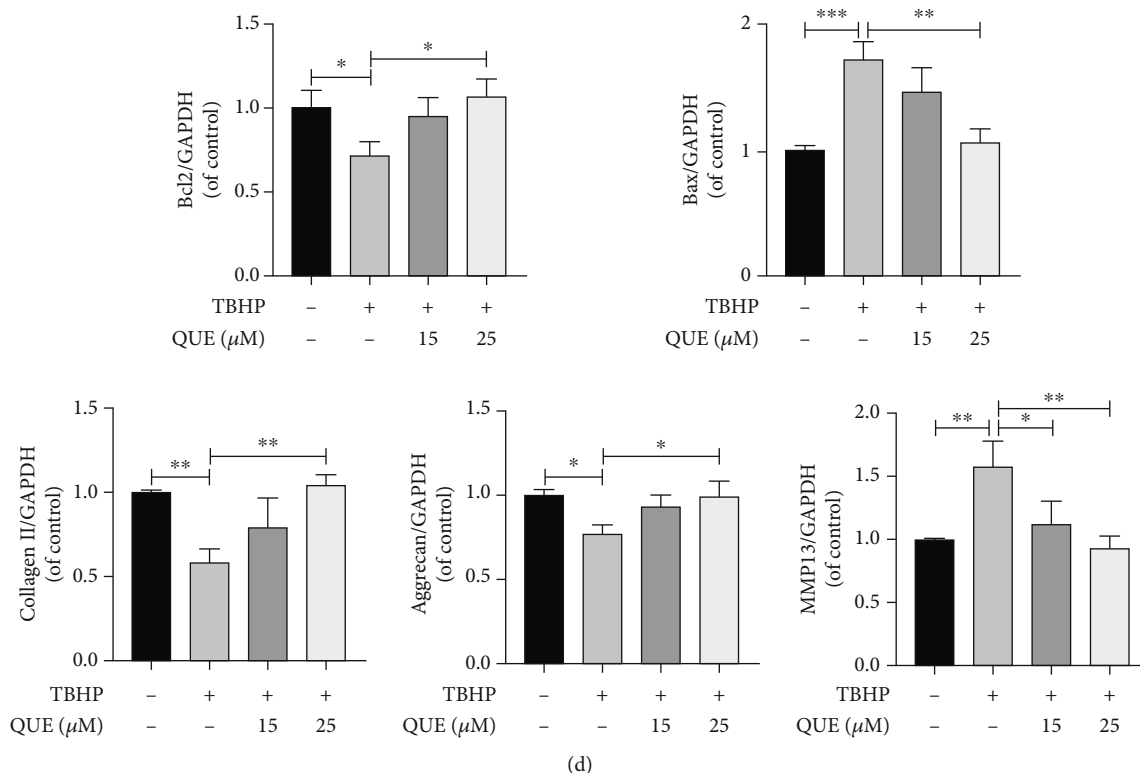 Bcl2/GAPDH
(of control)
1.5
1.0
0.5
0.0
*
*
TBHP – + + +
QUE (μM) – – 15 25
Bax/GAPDH
(of control)
2
1
0
***
**
TBHP – + + +
QUE (μM) – – 15 25
Collagen II/GAPDH
(of control)
1.5
1.0
0.5
0.0
**
**
TBHP – + + +
QUE (μM) – – 15 25
Aggrecan/GAPDH
(of control)
1.5
1.0
0.5
0.0
*
*
TBHP – + + +
QUE (μM) – – 15 25
MMP13/GAPDH
(of control)
2.0
1.5
1.0
0.5
0.0
**
**
*
TBHP – + + +
QUE (μM) – – 15 25
(d)